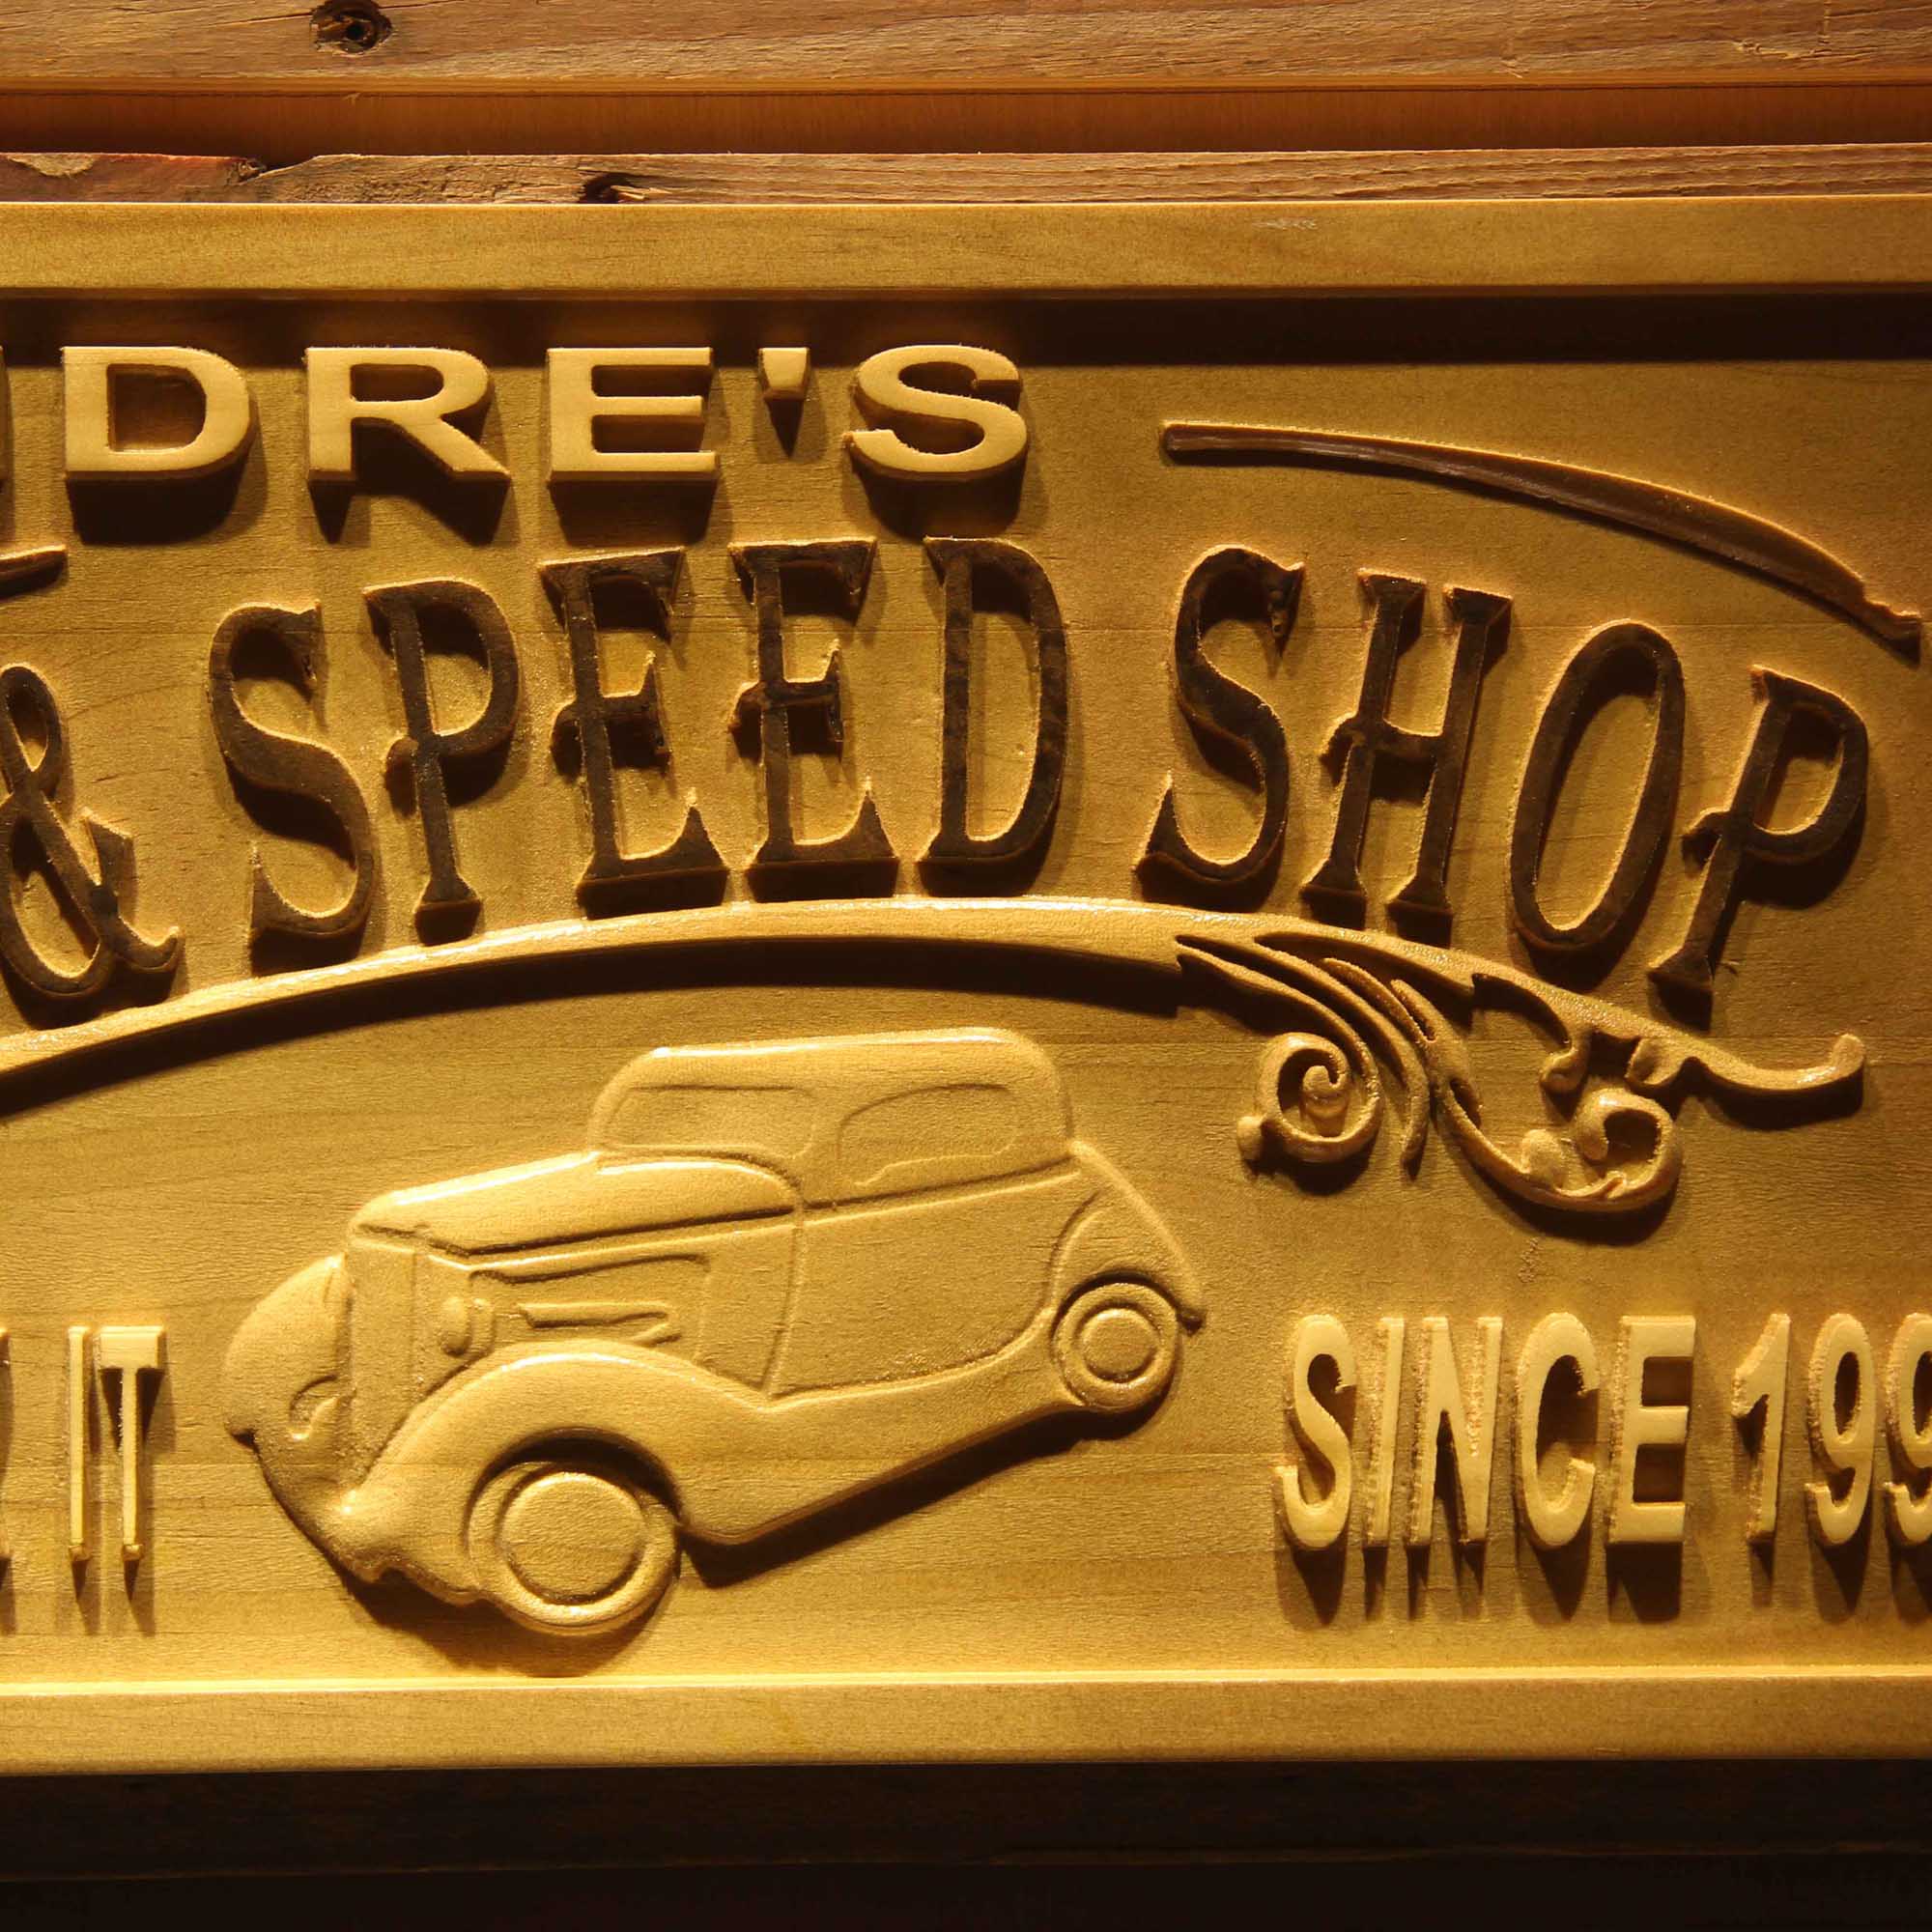 DRE'S
& SPEED SHOP
IT
SINCE 199